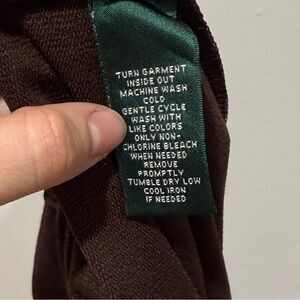 TURN GARMENT
INSIDE OUT
MACHINE WASH
COLD
GENTLE CYCLE
WASH WITH
LIKE COLORS
ONLY NON-
CHLORINE BLEACH
WHEN NEEDED
REMOVE
PROMPTLY
TUMBLE DRY LOW
COOL IRON
IF NEEDED